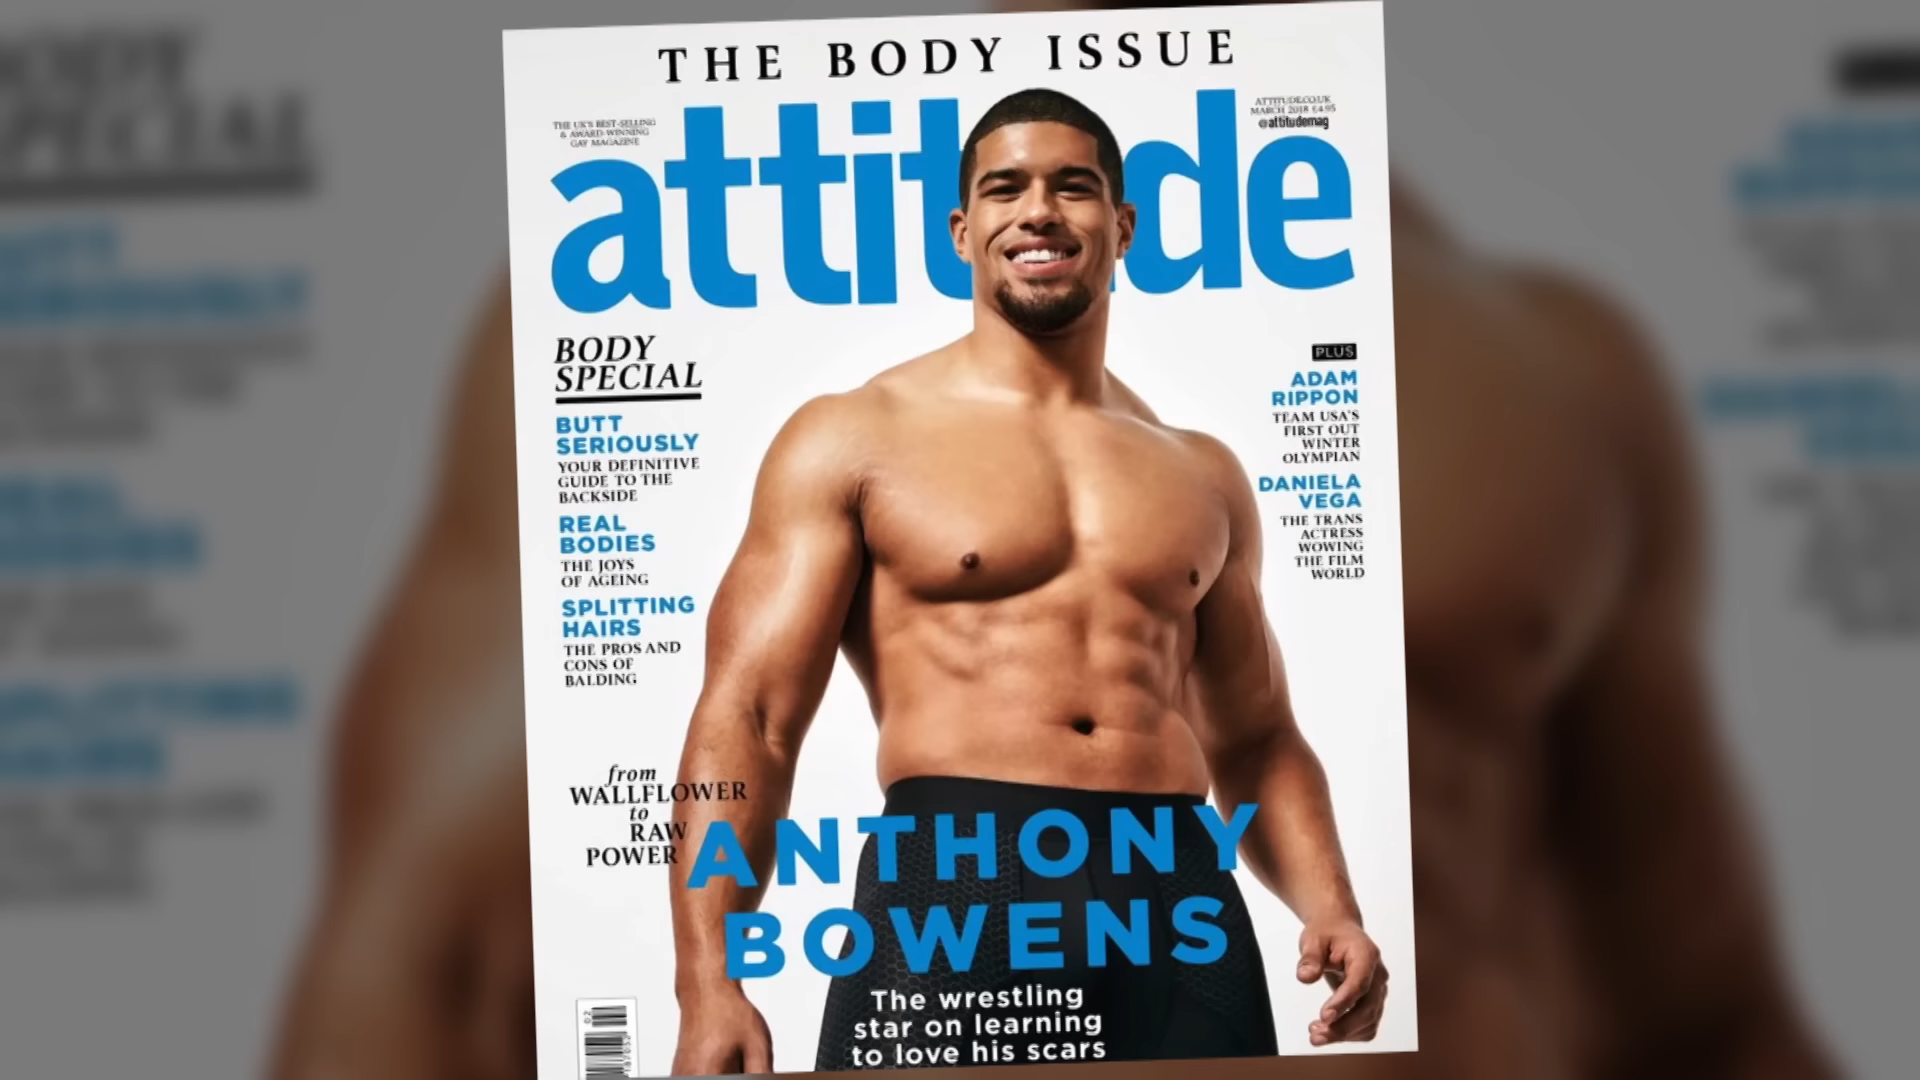 THE BODY ISSUE
THE UK'S BEST-SELLING
& AWARD-WINNING
GAY MAGAZINE
attitude
ATTITUDE.CO.UK
MARCH 2018 £4.95
@attitudemag
BODY
SPECIAL
BUTT
SERIOUSLY
YOUR DEFINITIVE
GUIDE TO THE
BACKSIDE
REAL
BODIES
THE JOYS
OF AGEING
SPLITTING
HAIRS
THE PROS AND
CONS OF
BALDING
PLUS
ADAM
RIPPON
TEAM USA'S
FIRST OUT
WINTER
OLYMPIAN
DANIELA
VEGA
THE TRANS
ACTRESS
WOWING
THE FILM
WORLD
from
WALLFLOWER
to
RAW
POWER
ANTHONY
BOWENS
The wrestling
star on learning
to love his scars
02